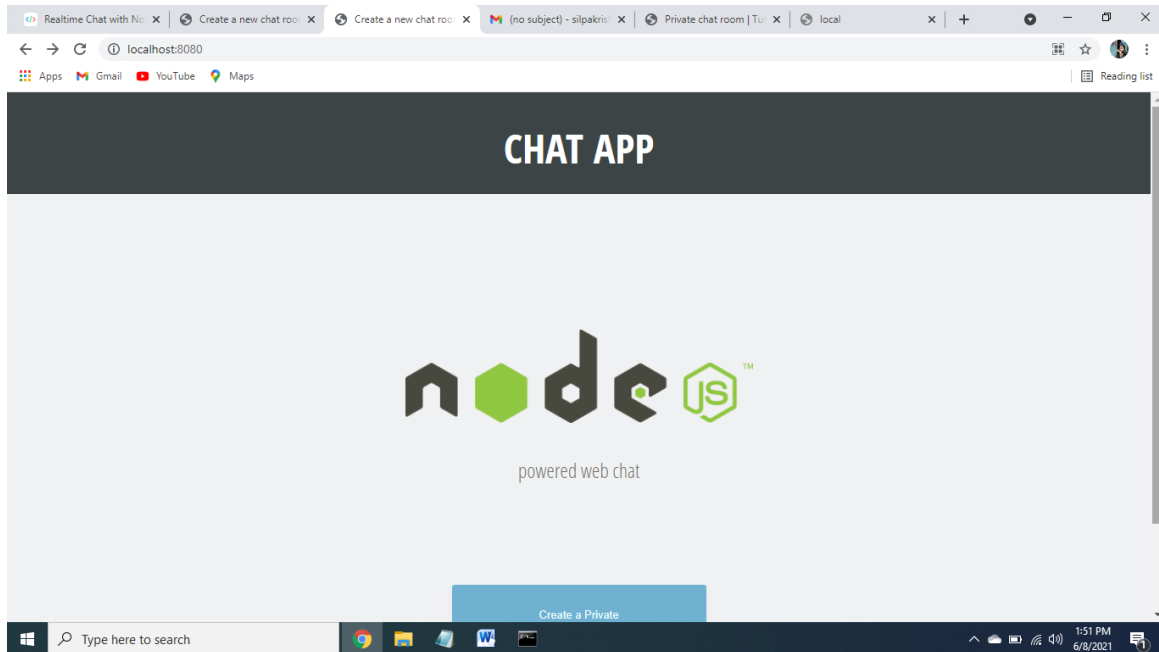 Realtime Chat with No
Create a new chat roo
Create a new chat roo
(no subject) - silpakris
Private chat room | Tut
local
localhost:8080
Apps Gmail YouTube Maps
Reading list
CHAT APP
node JS TM
powered web chat
Create a Private
Type here to search
1:51 PM
6/8/2021
1